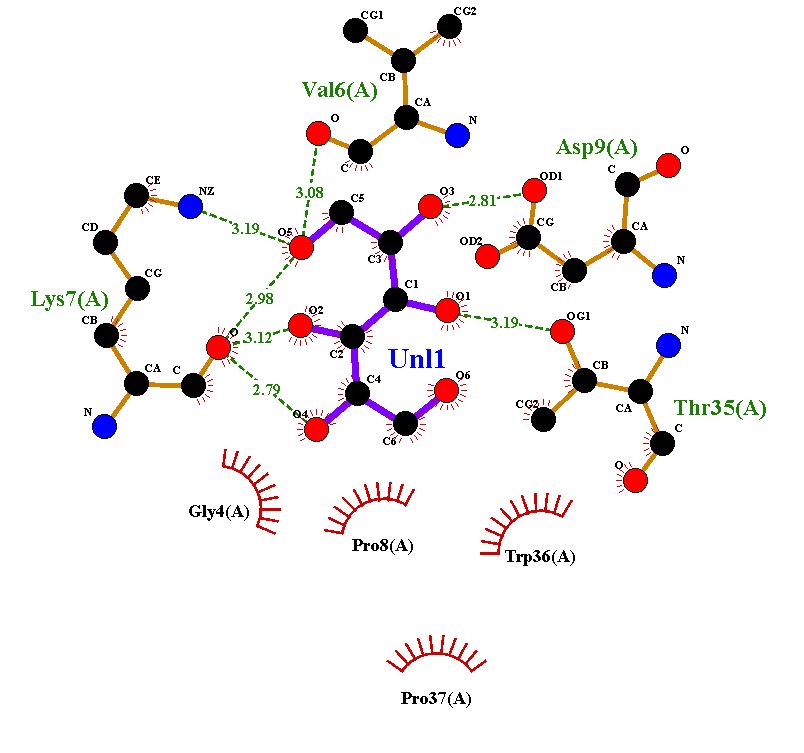 CG1 CG2
CB
Val6(A)
CA
O N
C
Asp9(A) O
C
CE NZ 3.08 O3 2.81 OD1
C5
CD 3.19 O5 CG CA
C3 OD2
CB N
CG C1
Lys7(A) 2.98 O1 3.19 OG1
O2 N
CB O 3.12
C2 Unl1
CA C 2.79 C4 O6 CB
CA
CG2 Thr35(A)
N O4 C
C6
O
Gly4(A)
Pro8(A) Trp36(A)
Pro37(A)